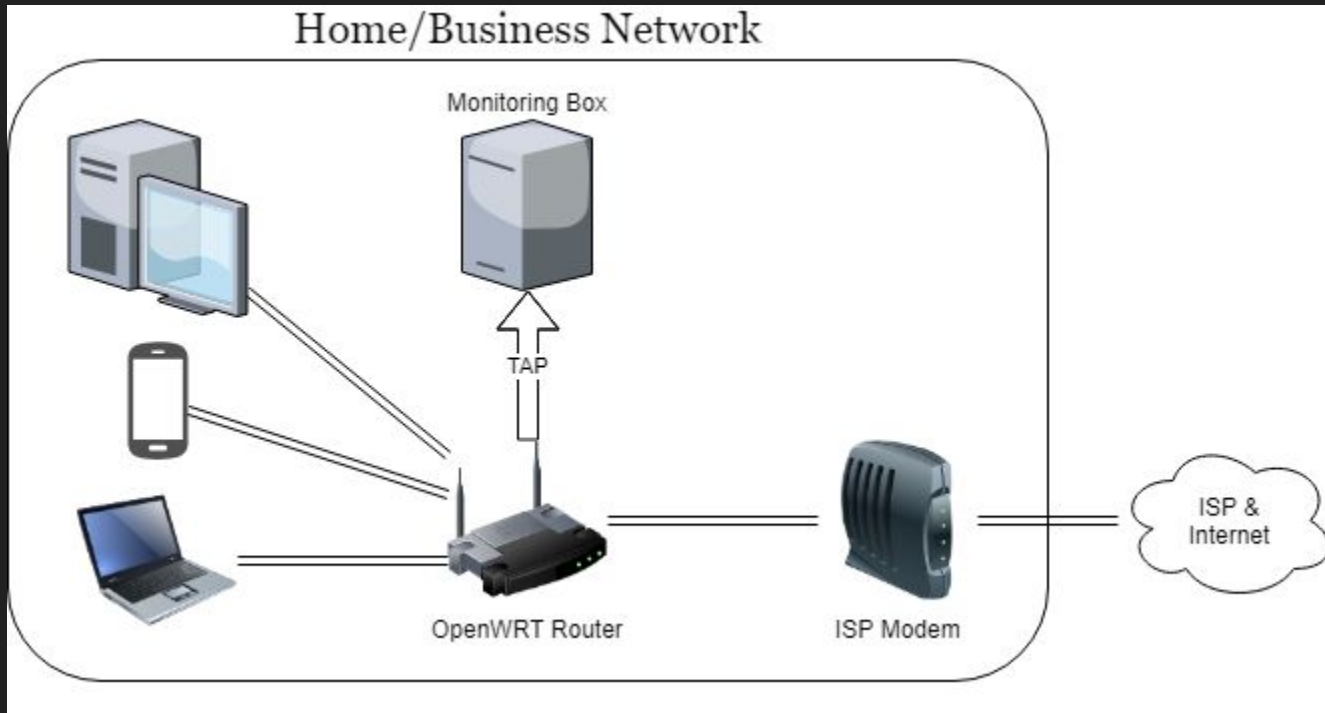 Home/Business Network
Monitoring Box
TAP
ISP &
Internet
OpenWRT Router
ISP Modem